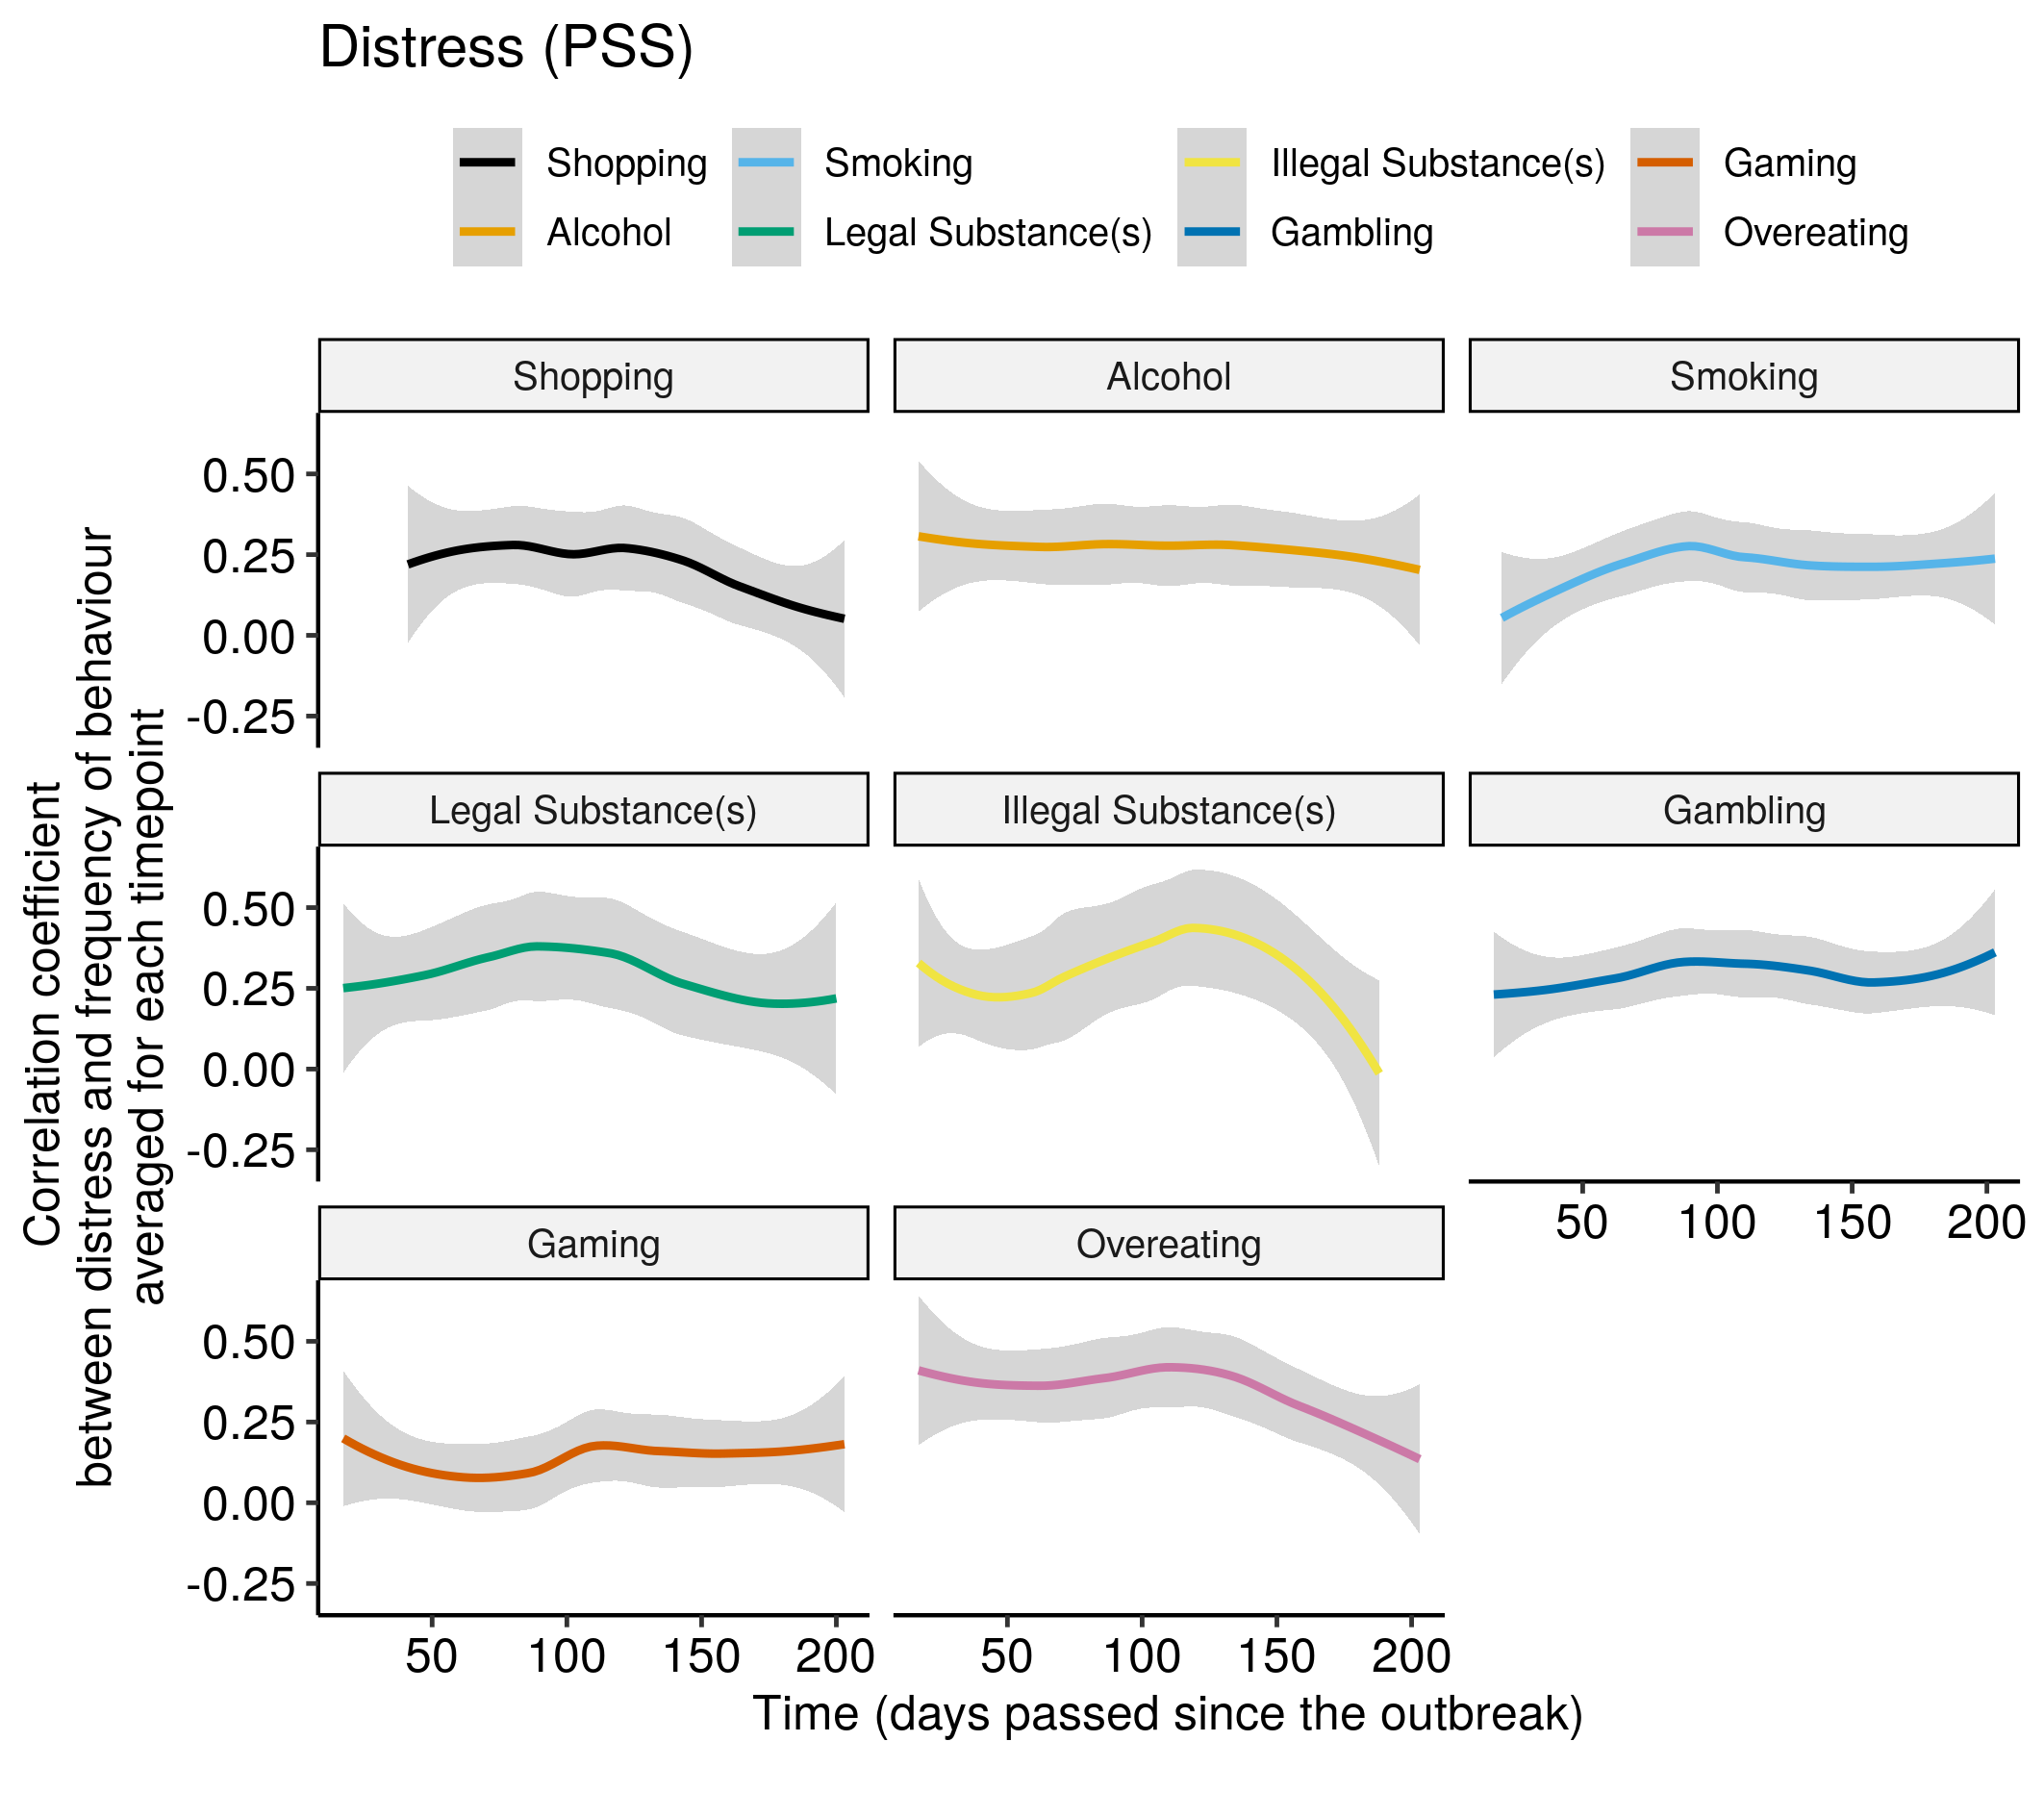 Distress (PSS)
Shopping Smoking Illegal Substance(s) Gaming
Alcohol Legal Substance(s) Gambling Overeating
Correlation coefficient
between distress and frequency of behaviour
averaged for each timepoint
Shopping Alcohol Smoking
0.50
0.25
0.00
-0.25
Legal Substance(s) Illegal Substance(s) Gambling
0.50
0.25
0.00
-0.25
50 100 150 200
Gaming Overeating
0.50
0.25
0.00
-0.25
50 100 150 200 50 100 150 200
Time (days passed since the outbreak)